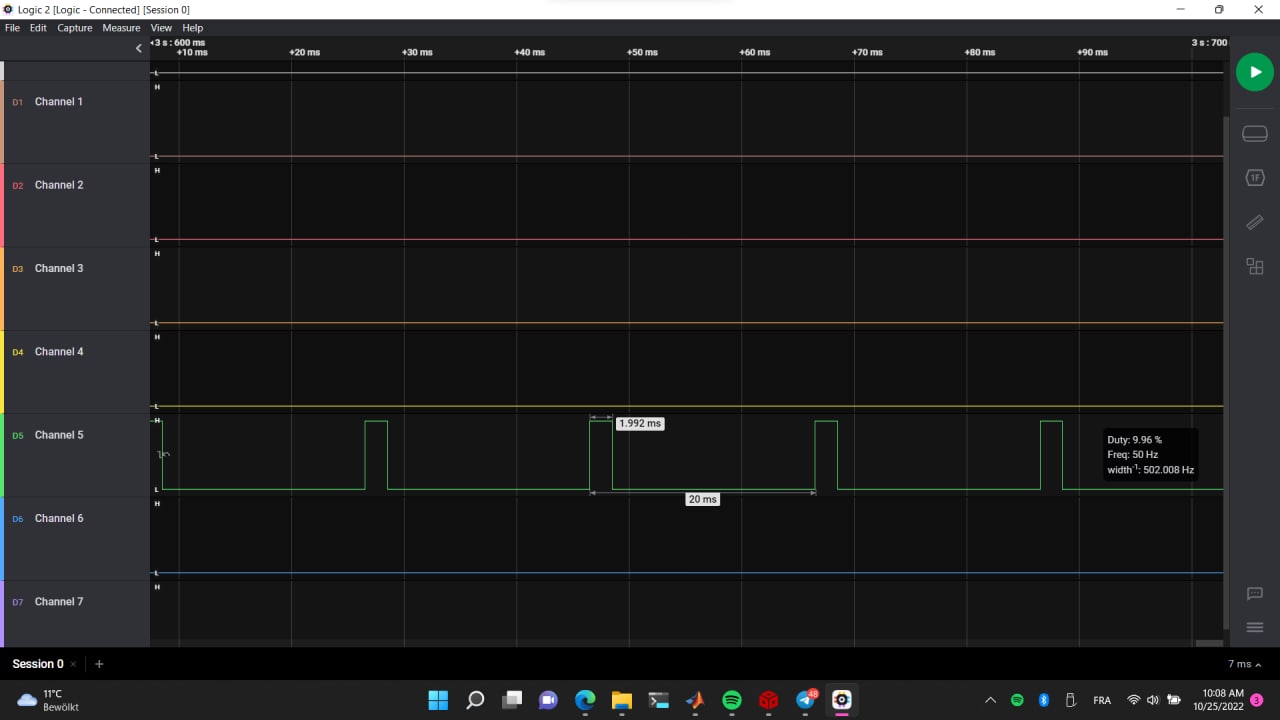 Logic 2 [Logic - Connected] [Session 0]
File Edit Capture Measure View Help
+3 s : 600 ms 3 s : 700
+10 ms +20 ms +30 ms +40 ms +50 ms +60 ms +70 ms +80 ms +90 ms
L
H
D1 Channel 1
L
H
D2 Channel 2
L
H
D3 Channel 3
L
H
D4 Channel 4
L
H
1.992 ms
D5 Channel 5
Duty: 9.96 %
Freq: 50 Hz
width-1: 502.008 Hz
L
20 ms
H
D6 Channel 6
L
H
D7 Channel 7
1F
Session 0
7 ms
11°C
Bewölkt
48
FRA
10:08 AM
10/25/2022
3